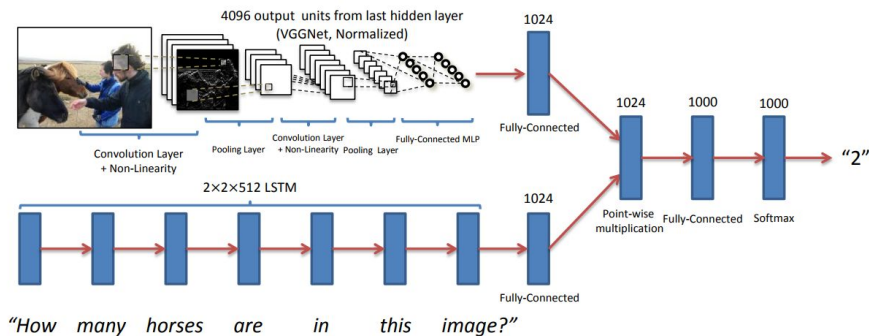 4096 output units from last hidden layer
(VGGNet, Normalized)
1024
Convolution Layer
+ Non-Linearity
Pooling Layer
Convolution Layer
+ Non-Linearity
Pooling Layer
Fully-Connected MLP
Fully-Connected
1024
1000
1000
“2”
Point-wise
multiplication
Fully-Connected
Softmax
2×2×512 LSTM
1024
Fully-Connected
“How many horses are in this image?”